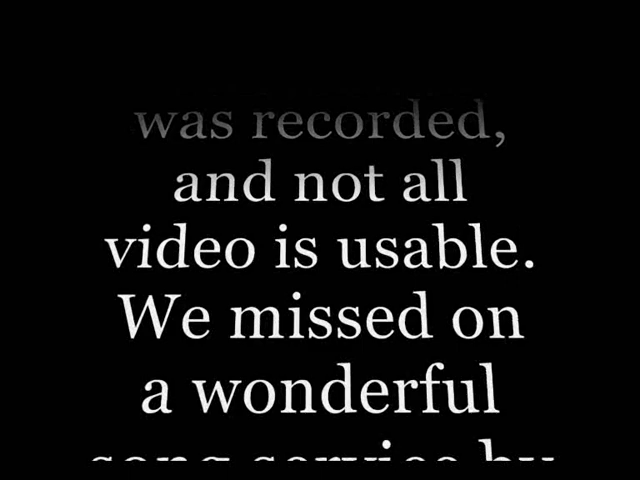 was recorded,
and not all
video is usable.
We missed on
a wonderful
song service by